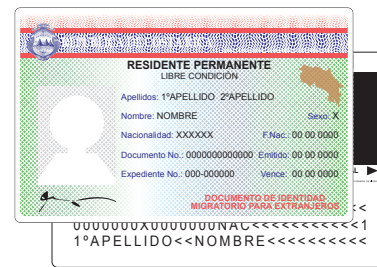 RESIDENTE PERMANENTE
LIBRE CONDICIÓN
Apellidos: 1ºAPELLIDO 2ºAPELLIDO
Nombre: NOMBRE Sexo: X
Nacionalidad: XXXXXX F.Nac.: 00 00 0000
Documento No.: 0000000000000 Emitido: 00 00 0000
Expediente No.: 000-000000 Vence: 00 00 0000
DOCUMENTO DE IDENTIDAD
MIGRATORIO PARA EXTRANJEROS
<<
0000000X0000000NAC<<<<<<<<<<<1
1ºAPELLIDO<<NOMBRE<<<<<<<<<<